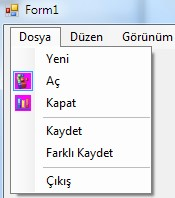 Form1
Dosya Düzen Görünüm
Yeni
Aç
Kapat
Kaydet
Farklı Kaydet
Çıkış